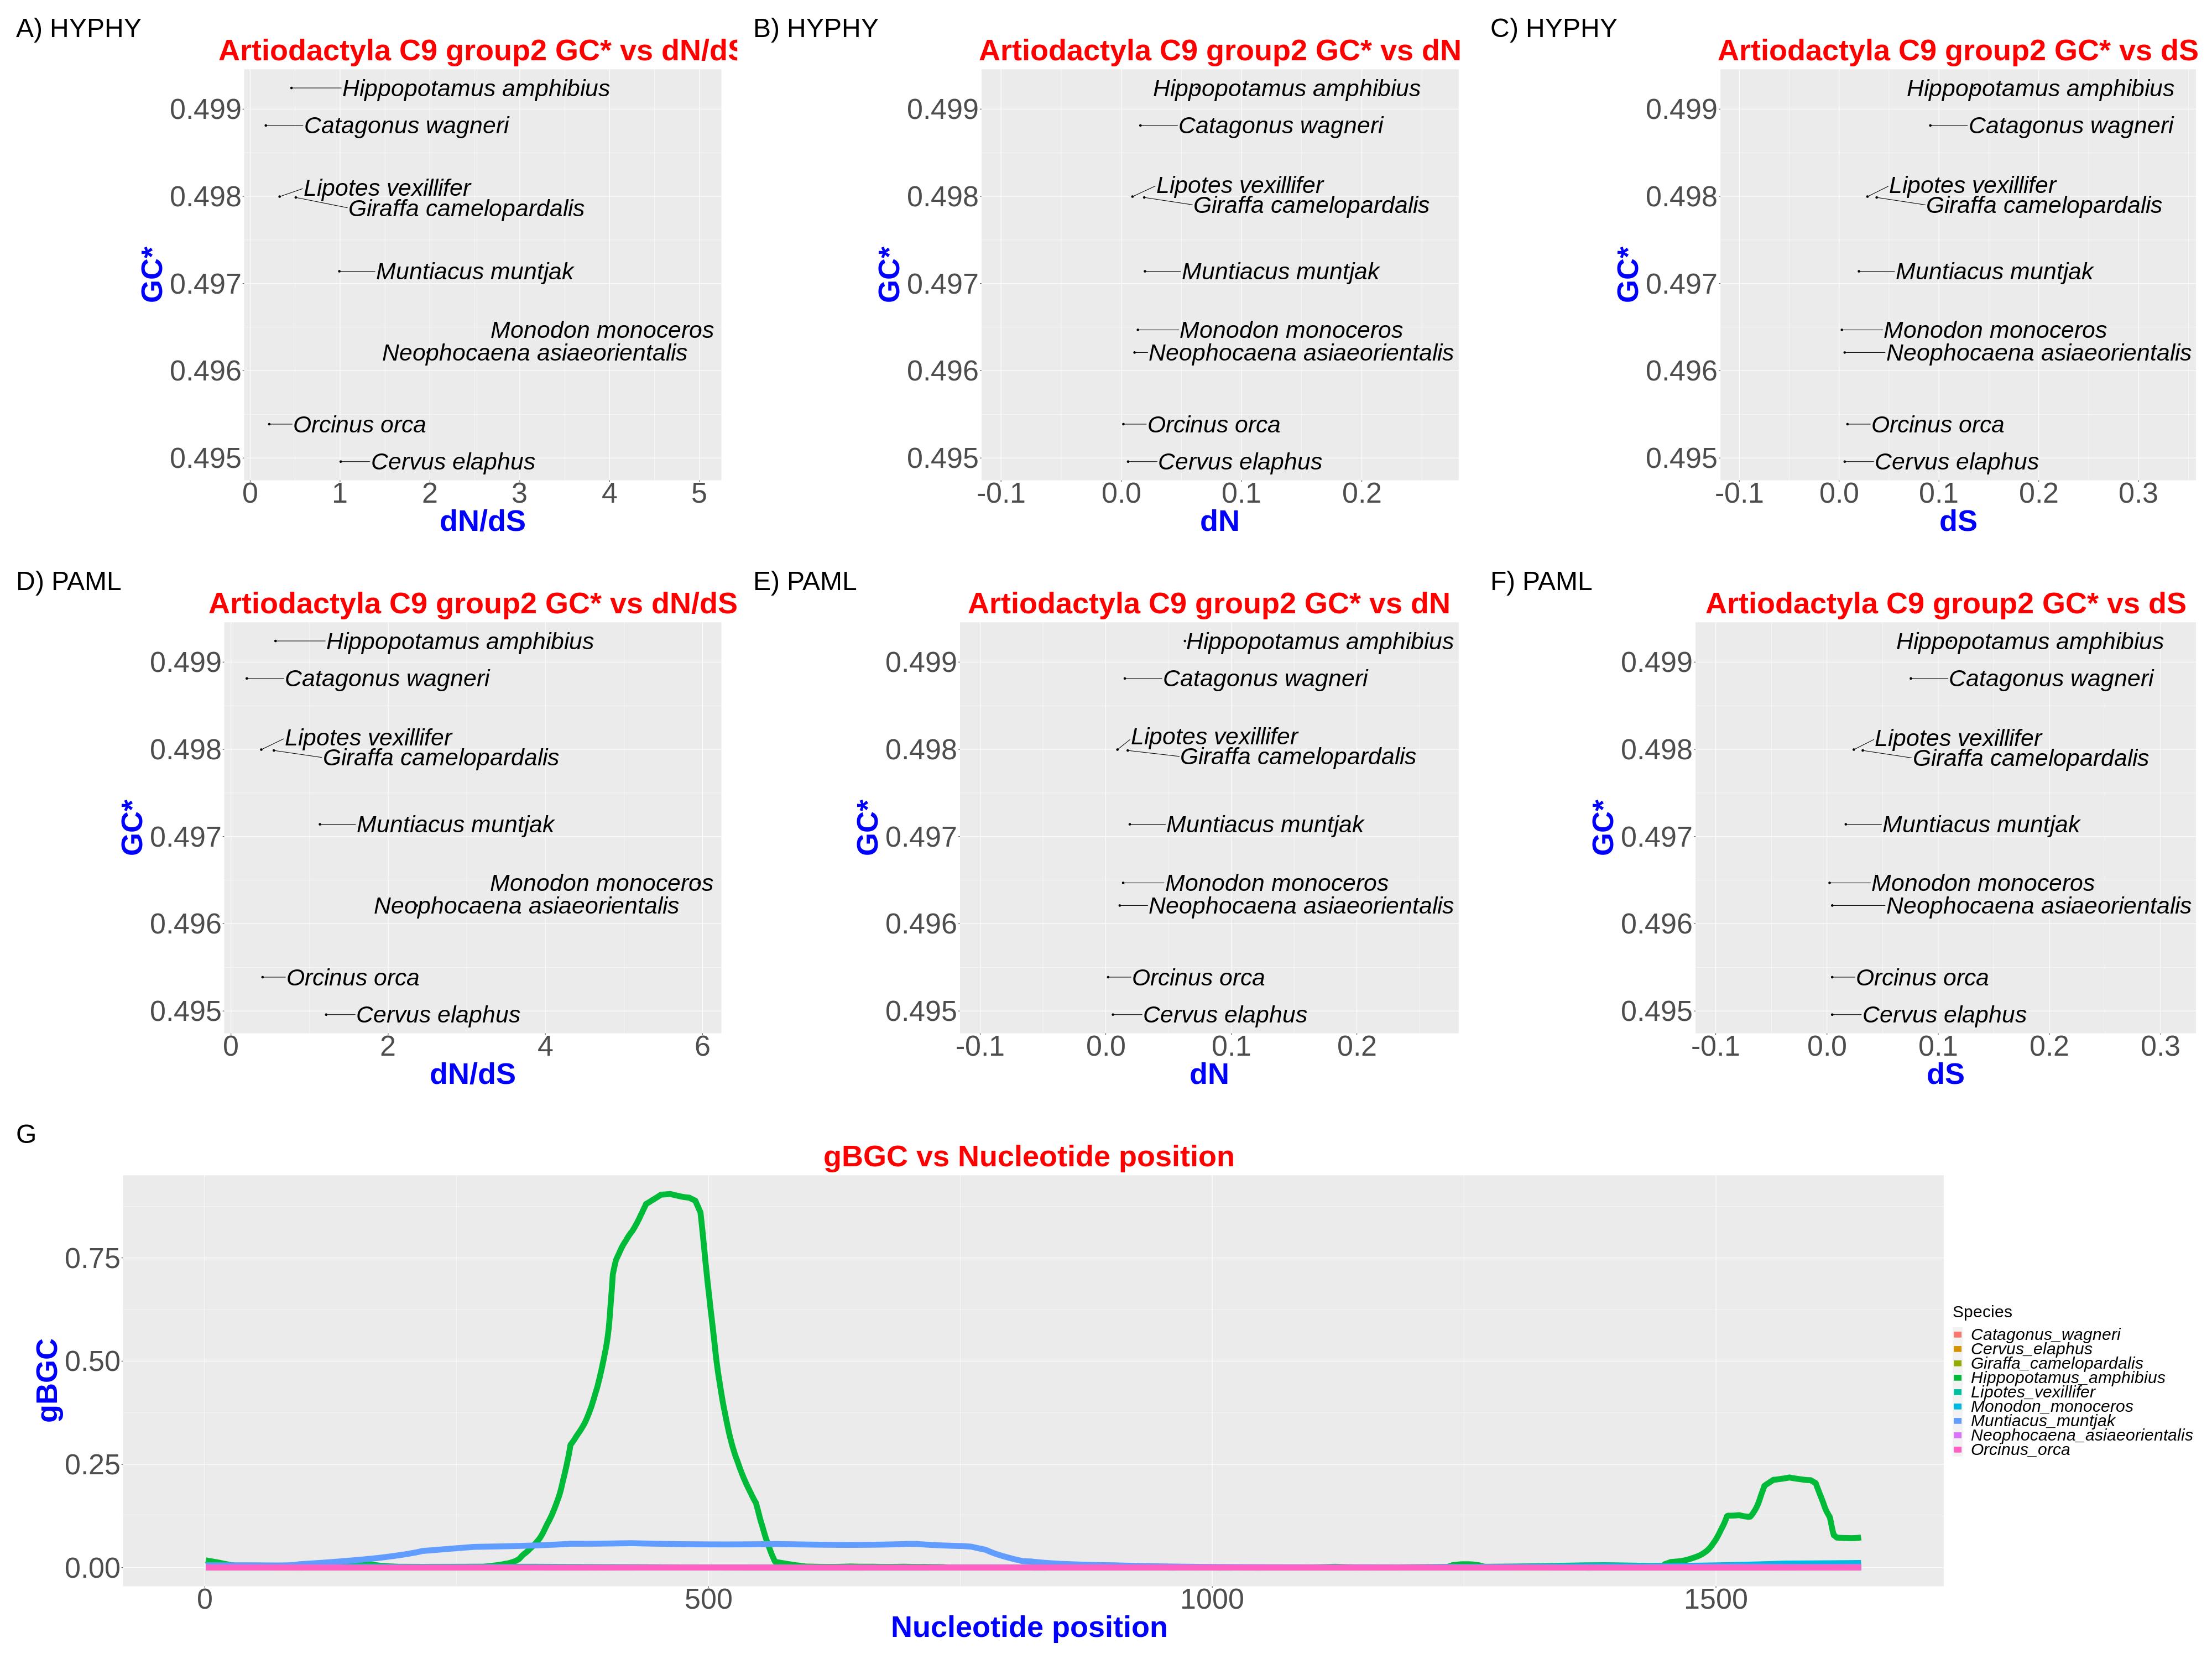 A) HYPHY
Artiodactyla C9 group2 GC* vs dN/dS
Hippopotamus amphibius
0.499
Catagonus wagneri
Lipotes vexillifer
0.498
Giraffa camelopardalis
Muntiacus muntjak
0.497
GC*
Monodon monoceros
Neophocaena asiaeorientalis
0.496
Orcinus orca
0.495
Cervus elaphus
0 1 2 3 4 5
dN/dS
B) HYPHY
Artiodactyla C9 group2 GC* vs dN
Hippopotamus amphibius
0.499
Catagonus wagneri
Lipotes vexillifer
0.498
Giraffa camelopardalis
Muntiacus muntjak
0.497
GC*
Monodon monoceros
Neophocaena asiaeorientalis
0.496
Orcinus orca
0.495
Cervus elaphus
-0.1 0.0 0.1 0.2
dN
C) HYPHY
Artiodactyla C9 group2 GC* vs dS
Hippopotamus amphibius
0.499
Catagonus wagneri
Lipotes vexillifer
0.498
Giraffa camelopardalis
Muntiacus muntjak
0.497
GC*
Monodon monoceros
Neophocaena asiaeorientalis
0.496
Orcinus orca
0.495
Cervus elaphus
-0.1 0.0 0.1 0.2 0.3
dS
D) PAML
Artiodactyla C9 group2 GC* vs dN/dS
Hippopotamus amphibius
0.499
Catagonus wagneri
Lipotes vexillifer
0.498
Giraffa camelopardalis
Muntiacus muntjak
0.497
GC*
Monodon monoceros
Neophocaena asiaeorientalis
0.496
Orcinus orca
0.495
Cervus elaphus
0 2 4 6
dN/dS
E) PAML
Artiodactyla C9 group2 GC* vs dN
Hippopotamus amphibius
0.499
Catagonus wagneri
Lipotes vexillifer
0.498
Giraffa camelopardalis
Muntiacus muntjak
0.497
GC*
Monodon monoceros
Neophocaena asiaeorientalis
0.496
Orcinus orca
0.495
Cervus elaphus
-0.1 0.0 0.1 0.2
dN
F) PAML
Artiodactyla C9 group2 GC* vs dS
Hippopotamus amphibius
0.499
Catagonus wagneri
Lipotes vexillifer
0.498
Giraffa camelopardalis
Muntiacus muntjak
0.497
GC*
Monodon monoceros
Neophocaena asiaeorientalis
0.496
Orcinus orca
0.495
Cervus elaphus
-0.1 0.0 0.1 0.2 0.3
dS
G
gBGC vs Nucleotide position
0.75
0.50
gBGC
0.25
0.00
0 500 1000 1500
Nucleotide position
Species
Catagonus_wagneri
Cervus_elaphus
Giraffa_camelopardalis
Hippopotamus_amphibius
Lipotes_vexillifer
Monodon_monoceros
Muntiacus_muntjak
Neophocaena_asiaeorientalis
Orcinus_orca